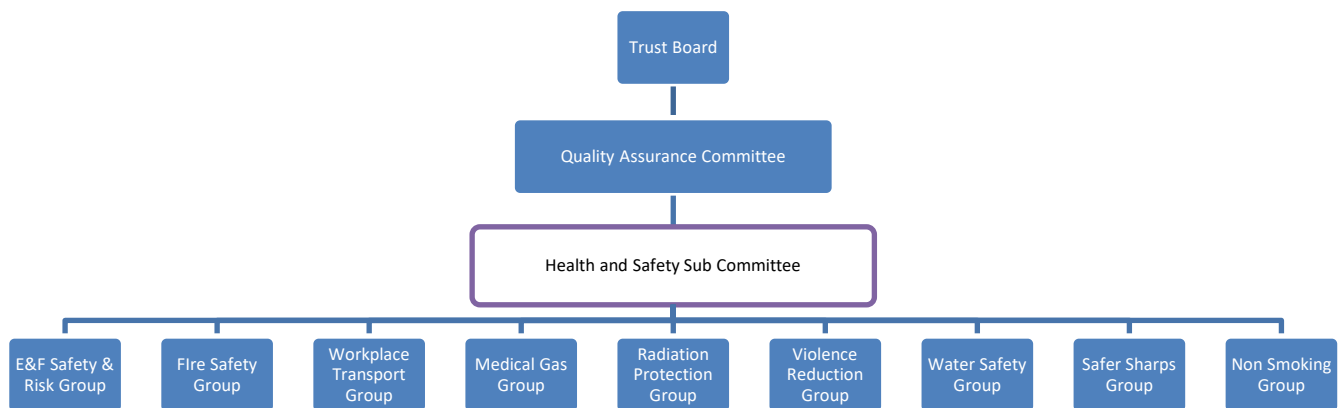 Trust Board
Quality Assurance Committee
Health and Safety Sub Committee
E&F Safety &
Risk Group
FIre Safety
Group
Workplace
Transport
Group
Medical Gas
Group
Radiation
Protection
Group
Violence
Reduction
Group
Water Safety
Group
Safer Sharps
Group
Non Smoking
Group